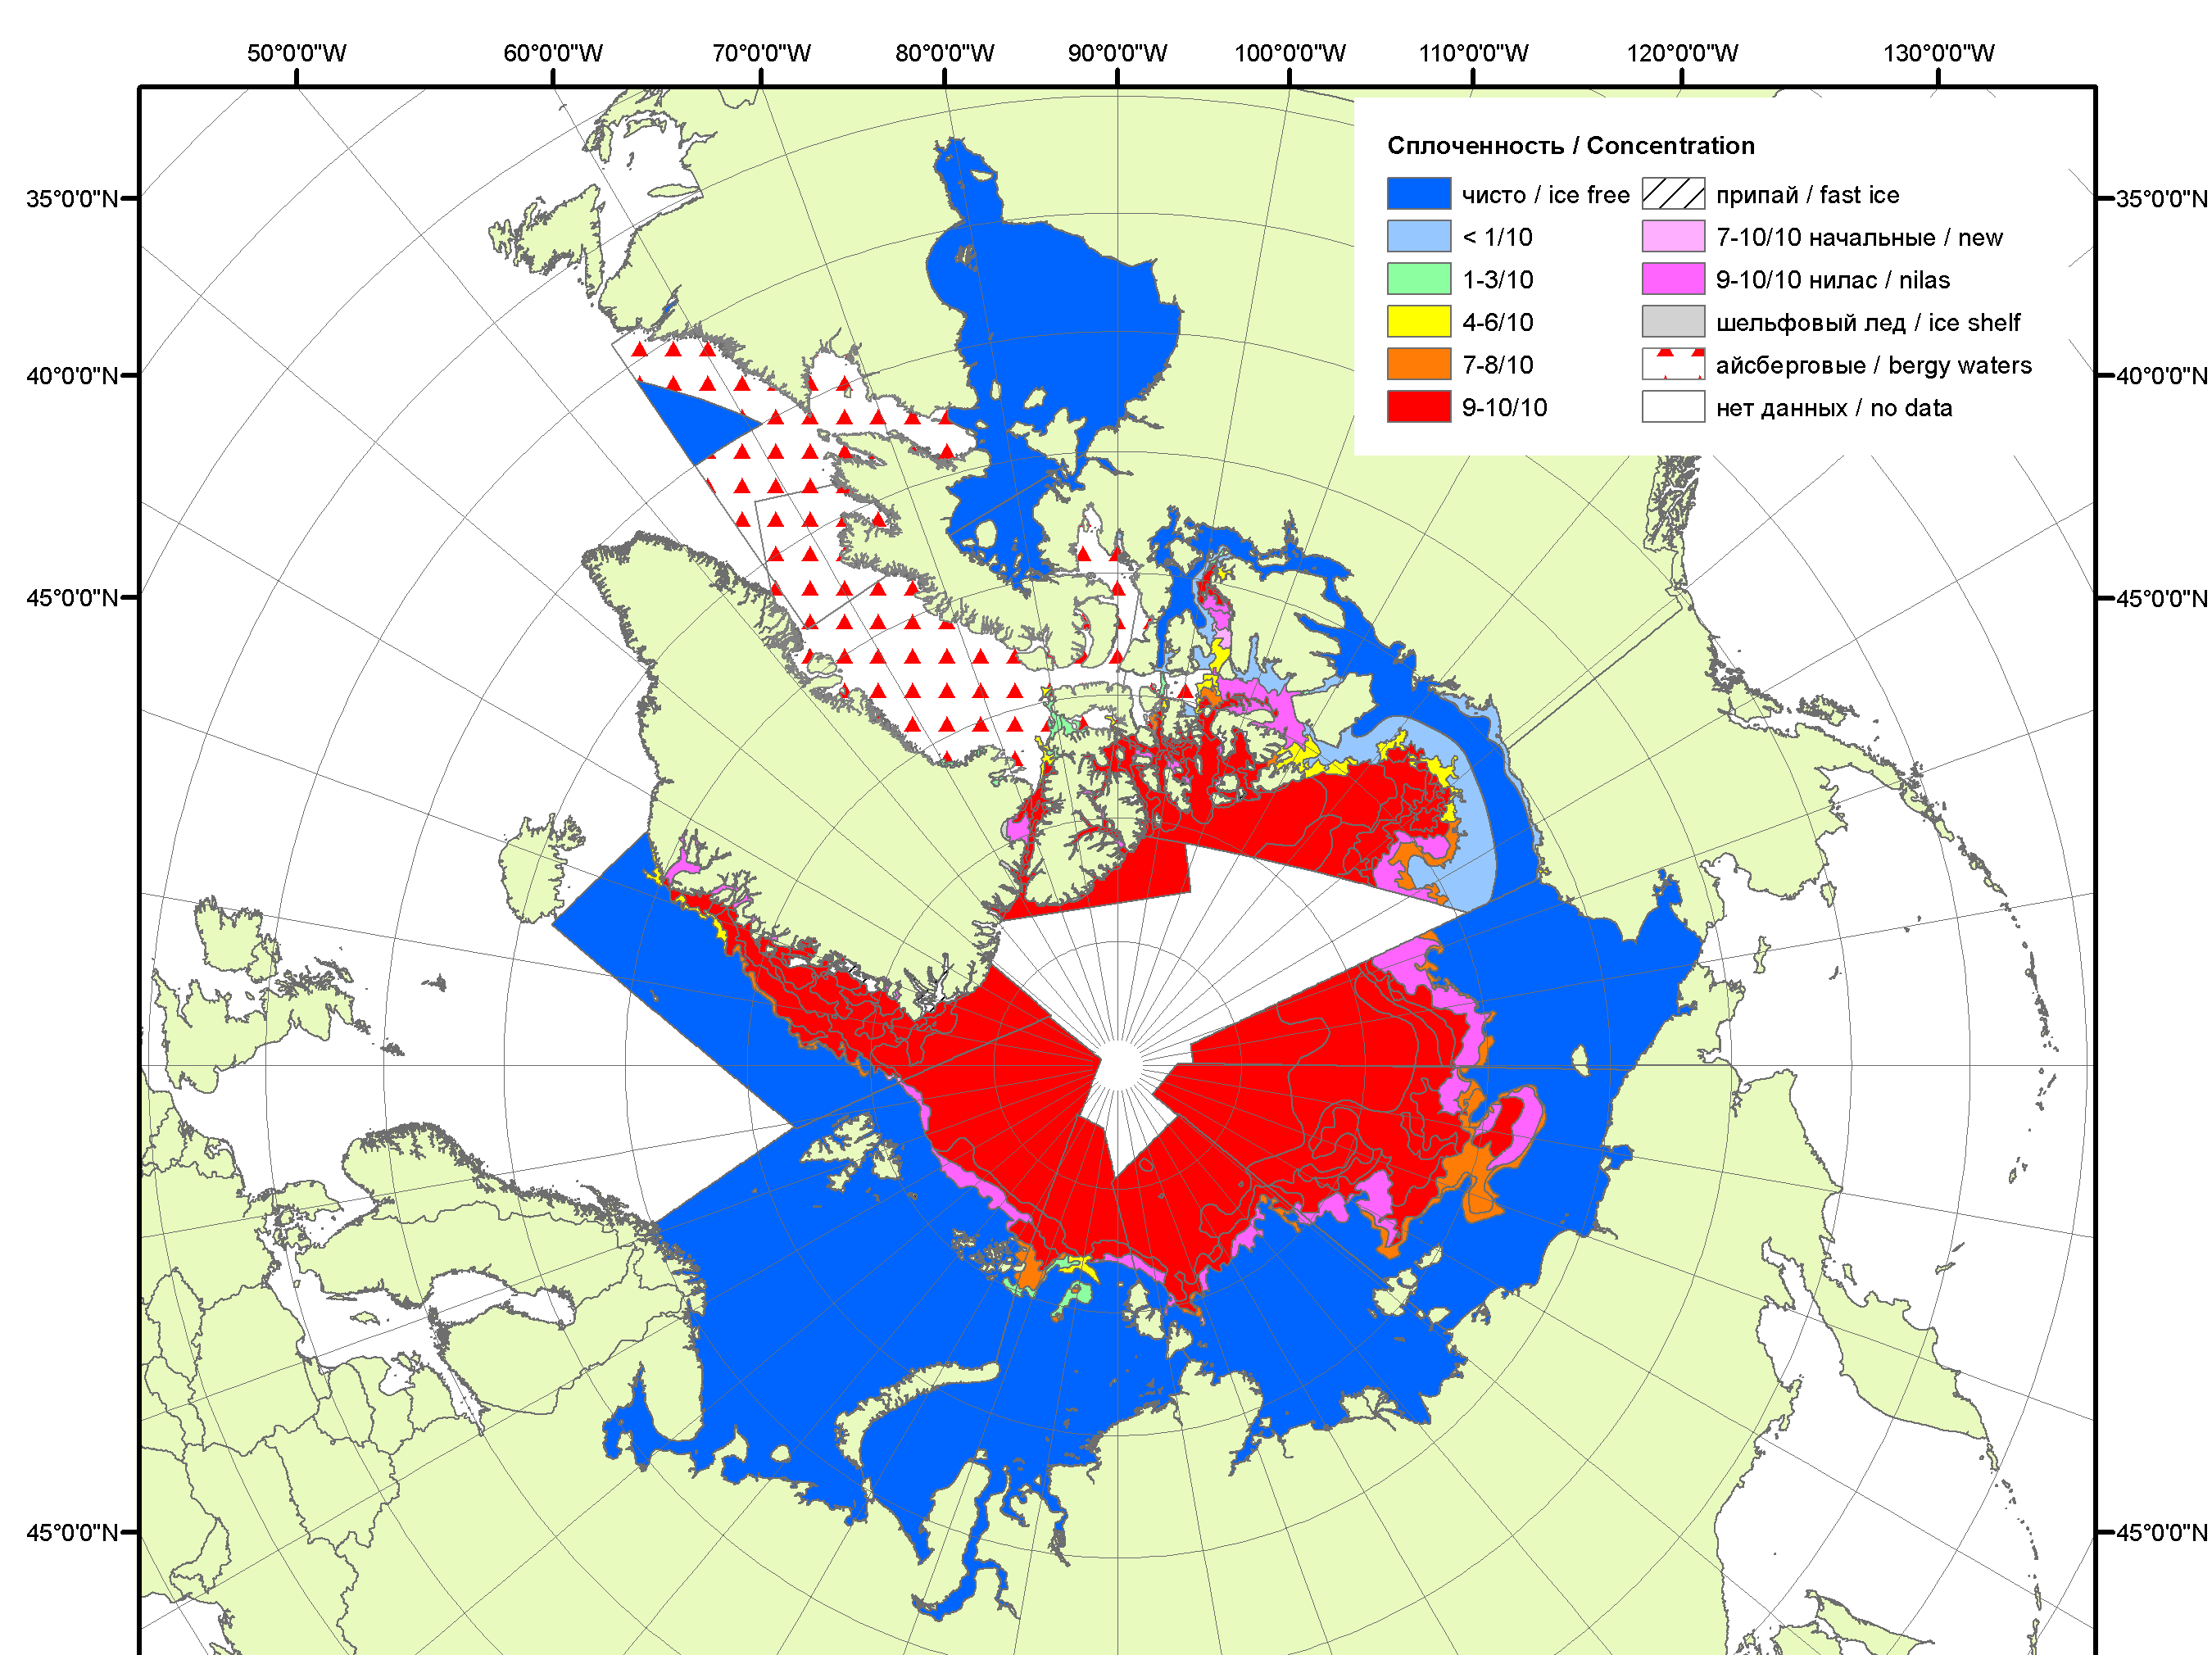 50°0'0"W 60°0'0"W 70°0'0"W 80°0'0"W 90°0'0"W 100°0'0"W 110°0'0"W 120°0'0"W 130°0'0"W
Сплоченность / Concentration
чисто / ice free
< 1/10
1-3/10
4-6/10
7-8/10
9-10/10
припай / fast ice
7-10/10 начальные / new
9-10/10 нилас / nilas
шельфовый лед / ice shelf
айсберговые / bergy waters
нет данных / no data
35°0'0"N
40°0'0"N
45°0'0"N
45°0'0"N
35°0'0"N
40°0'0"N
45°0'0"N
45°0'0"N